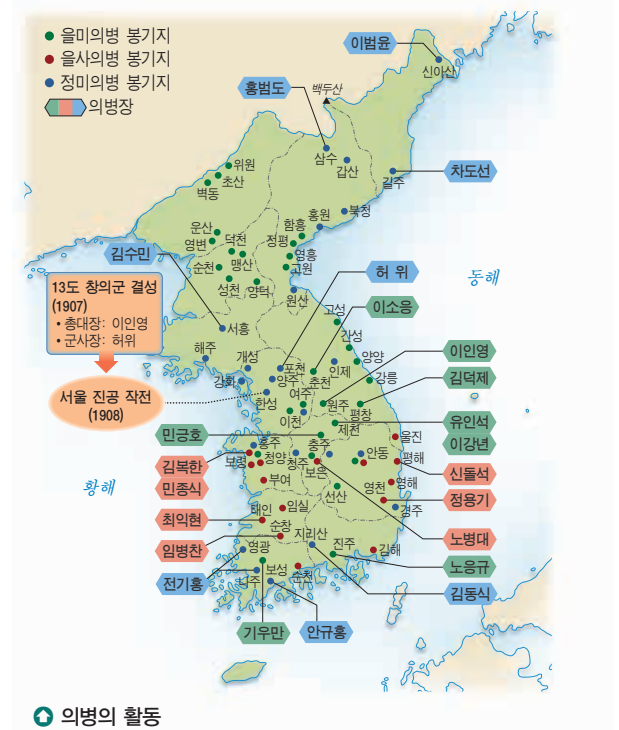 을미의병 봉기지
을사의병 봉기지
정미의병 봉기지
의병장
이범윤
신아산
홍범도
백두산
삼수
갑산
차도선
길주
위원
초산
벽동
북청
홍원
함흥
정평
운산
영변
덕천
맹산
영흥
고원
김수민
순천
성천
양덕
원산
허 위
동해
13도 창의군 결성
(1907)
• 총대장: 이인영
• 군사장: 허위
이소응
고성
서흥
간성
해주
개성
포천
양양
인제
이인영
강화
양주
춘천
강릉
서울 진공 작전
(1908)
한성
여주
원주
평창
김덕제
이천
제천
유인석
이강년
민긍호
홍주
충주
울진
김복한
보령
청양
청주
보은
안동
평해
신돌석
민종식
부여
선산
영천
영해
정용기
황해
최익현
태인
임실
경주
노병대
임병찬
순창
지리산
영광
진주
김해
노응규
전기홍
나주
보성
순천
김동식
기우만
안규홍
의병의 활동